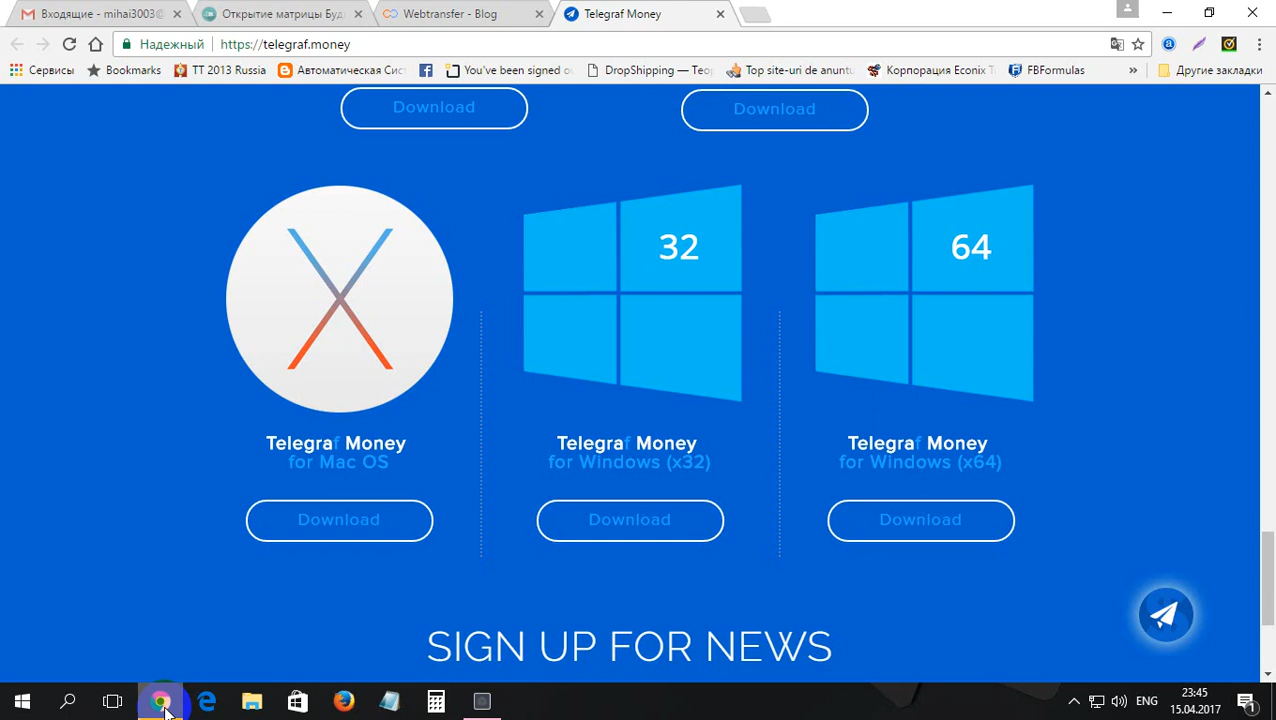 Входящие - mihai3003@
Открытие матрицы Буд
Webtransfer - Blog
Telegraf Money
Надежный
https://telegraf.money
Сервисы
Bookmarks
TT 2013 Russia
Автоматическая Сис
You've been signed o
DropShipping — Теор
Top site-uri de anuntu
Корпорация Econix T
FBFormulas
»
Другие закладки
Download
Download
32
64
Telegraf Money
for Mac OS
Telegraf Money
for Windows (x32)
Telegraf Money
for Windows (x64)
Download
Download
Download
SIGN UP FOR NEWS
ENG
23:45
15.04.2017
1